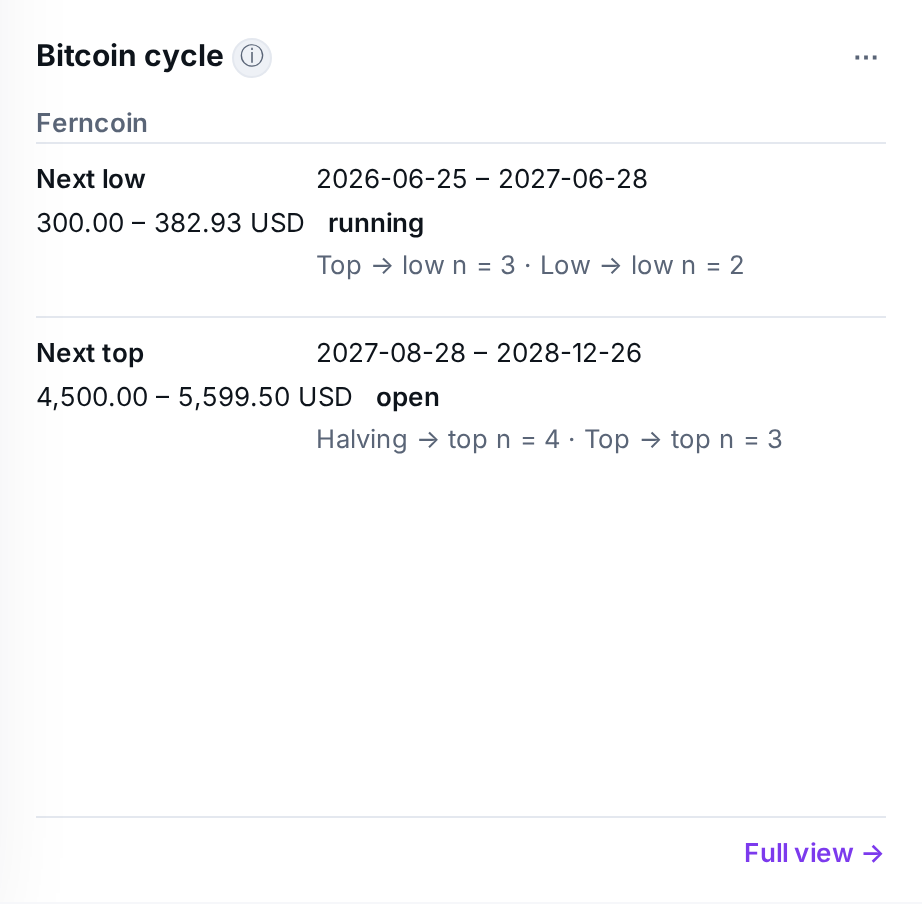 Bitcoin cycle ⓘ ...
Ferncoin
Next low 2026-06-25 – 2027-06-28
300.00 – 382.93 USD running
Top → low n = 3 · Low → low n = 2
Next top 2027-08-28 – 2028-12-26
4,500.00 – 5,599.50 USD open
Halving → top n = 4 · Top → top n = 3
Full view →